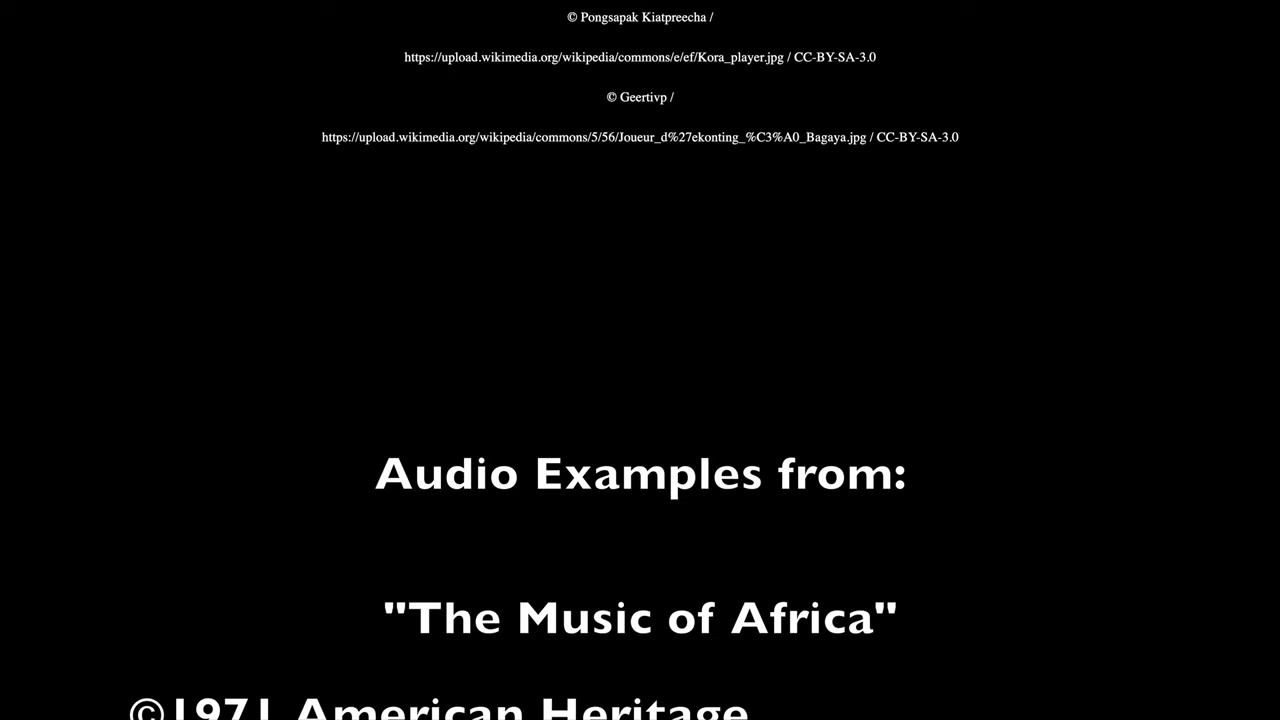 © Pongsapak Kiatpreecha /
https://upload.wikimedia.org/wikipedia/commons/e/ef/Kora_player.jpg / CC-BY-SA-3.0
© Geertivp /
https://upload.wikimedia.org/wikipedia/commons/5/56/Joueur_d%27ekonting_%C3%A0_Bagaya.jpg / CC-BY-SA-3.0
Audio Examples from:
"The Music of Africa"
©1971 American Heritage